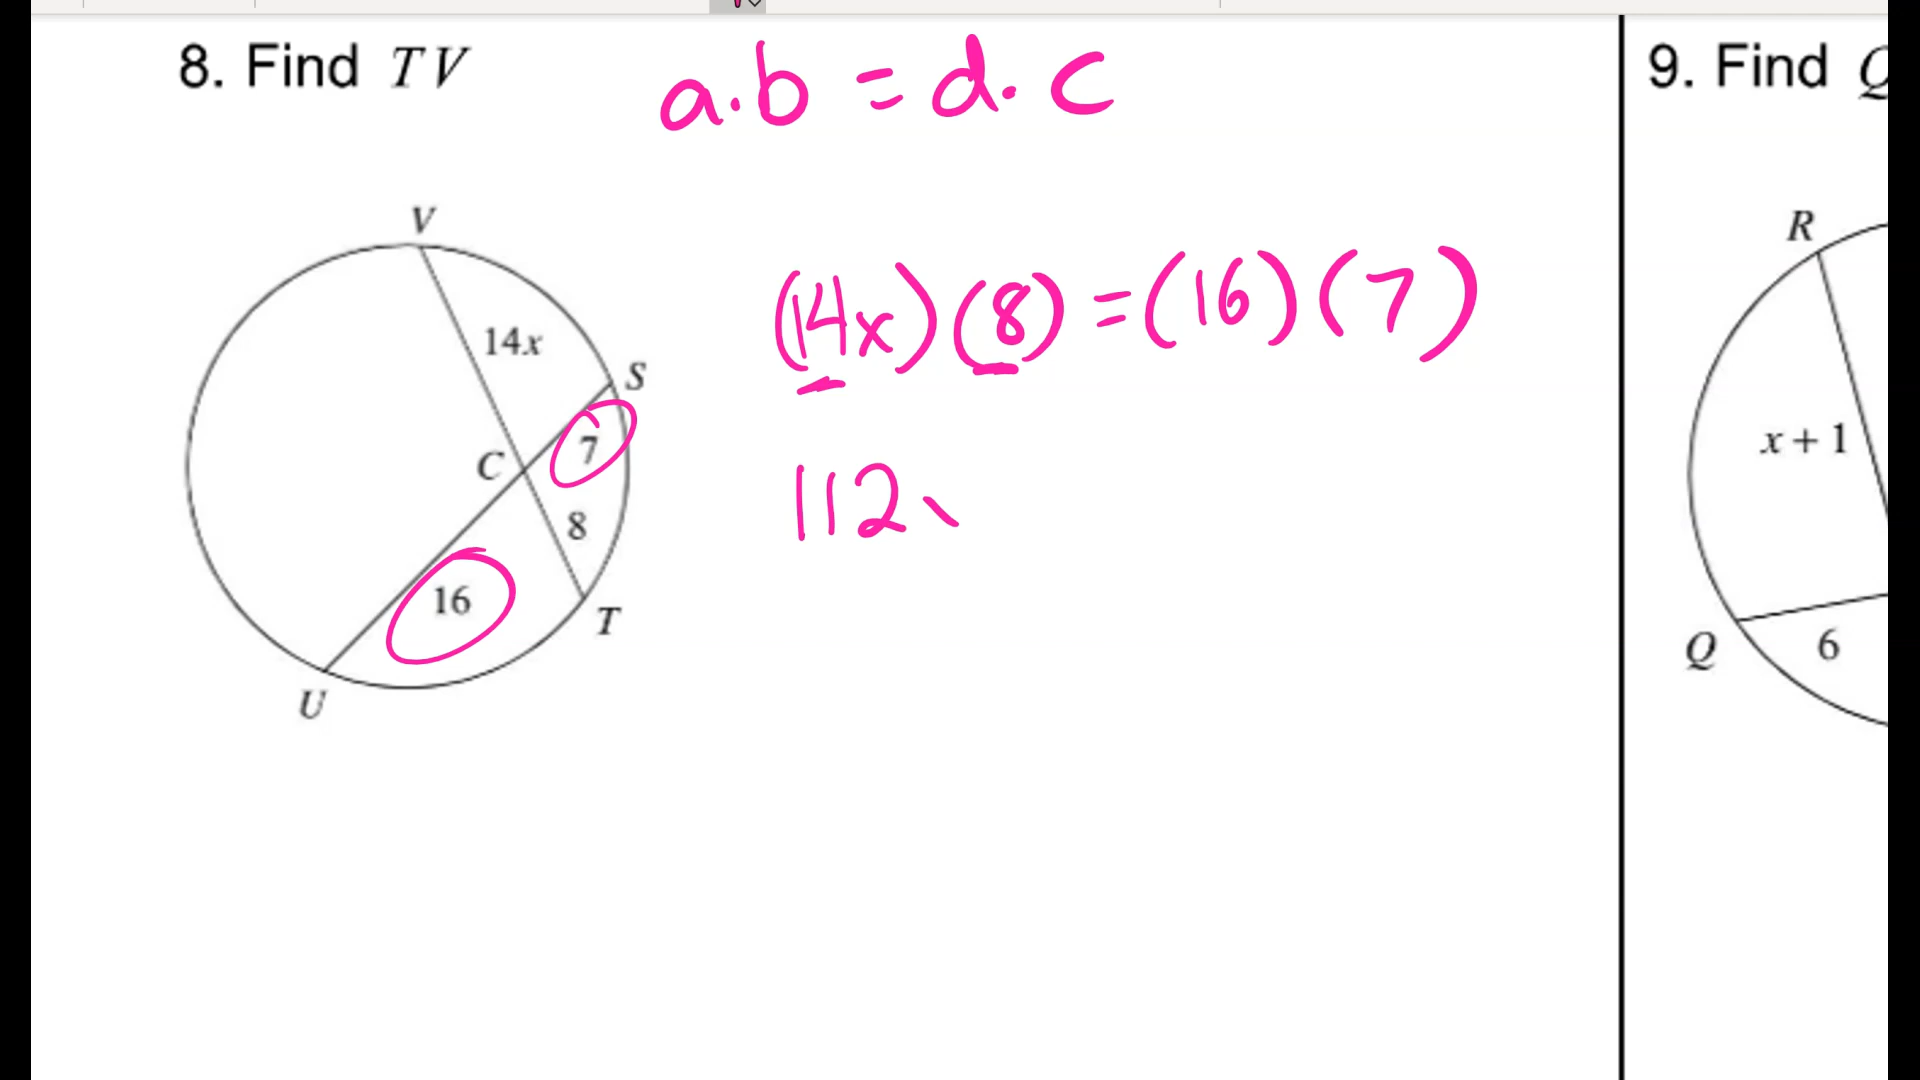 8. Find TV
a·b = d·c
9. Find Q
V
14x
S
7
C
8
16
T
U
(14x)(8)=(16)(7)
112
R
x + 1
Q
6